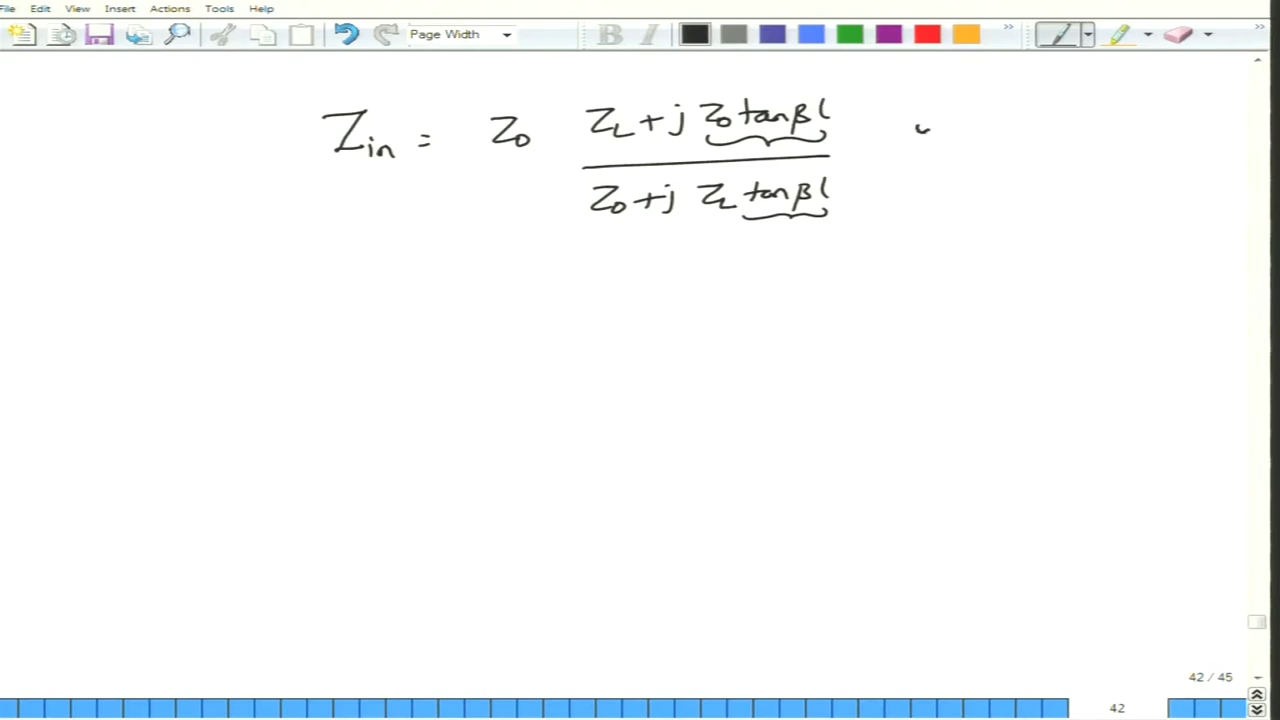 File Edit View Insert Actions Tools Help
Page Width
B I
Zin = Z0 ZL + j Z0 tanβl
Z0 + j ZL tanβl
42 / 45
42